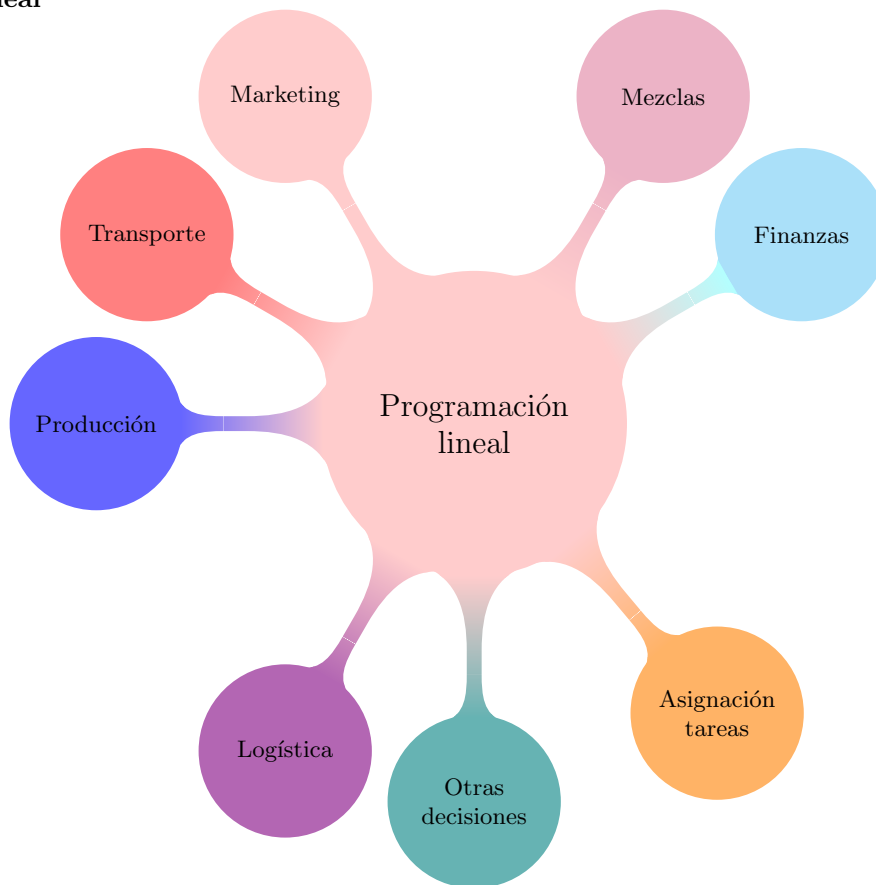 Marketing
Mezclas
Transporte
Finanzas
Programación
lineal
Producción
Asignación
tareas
Logística
Otras
decisiones